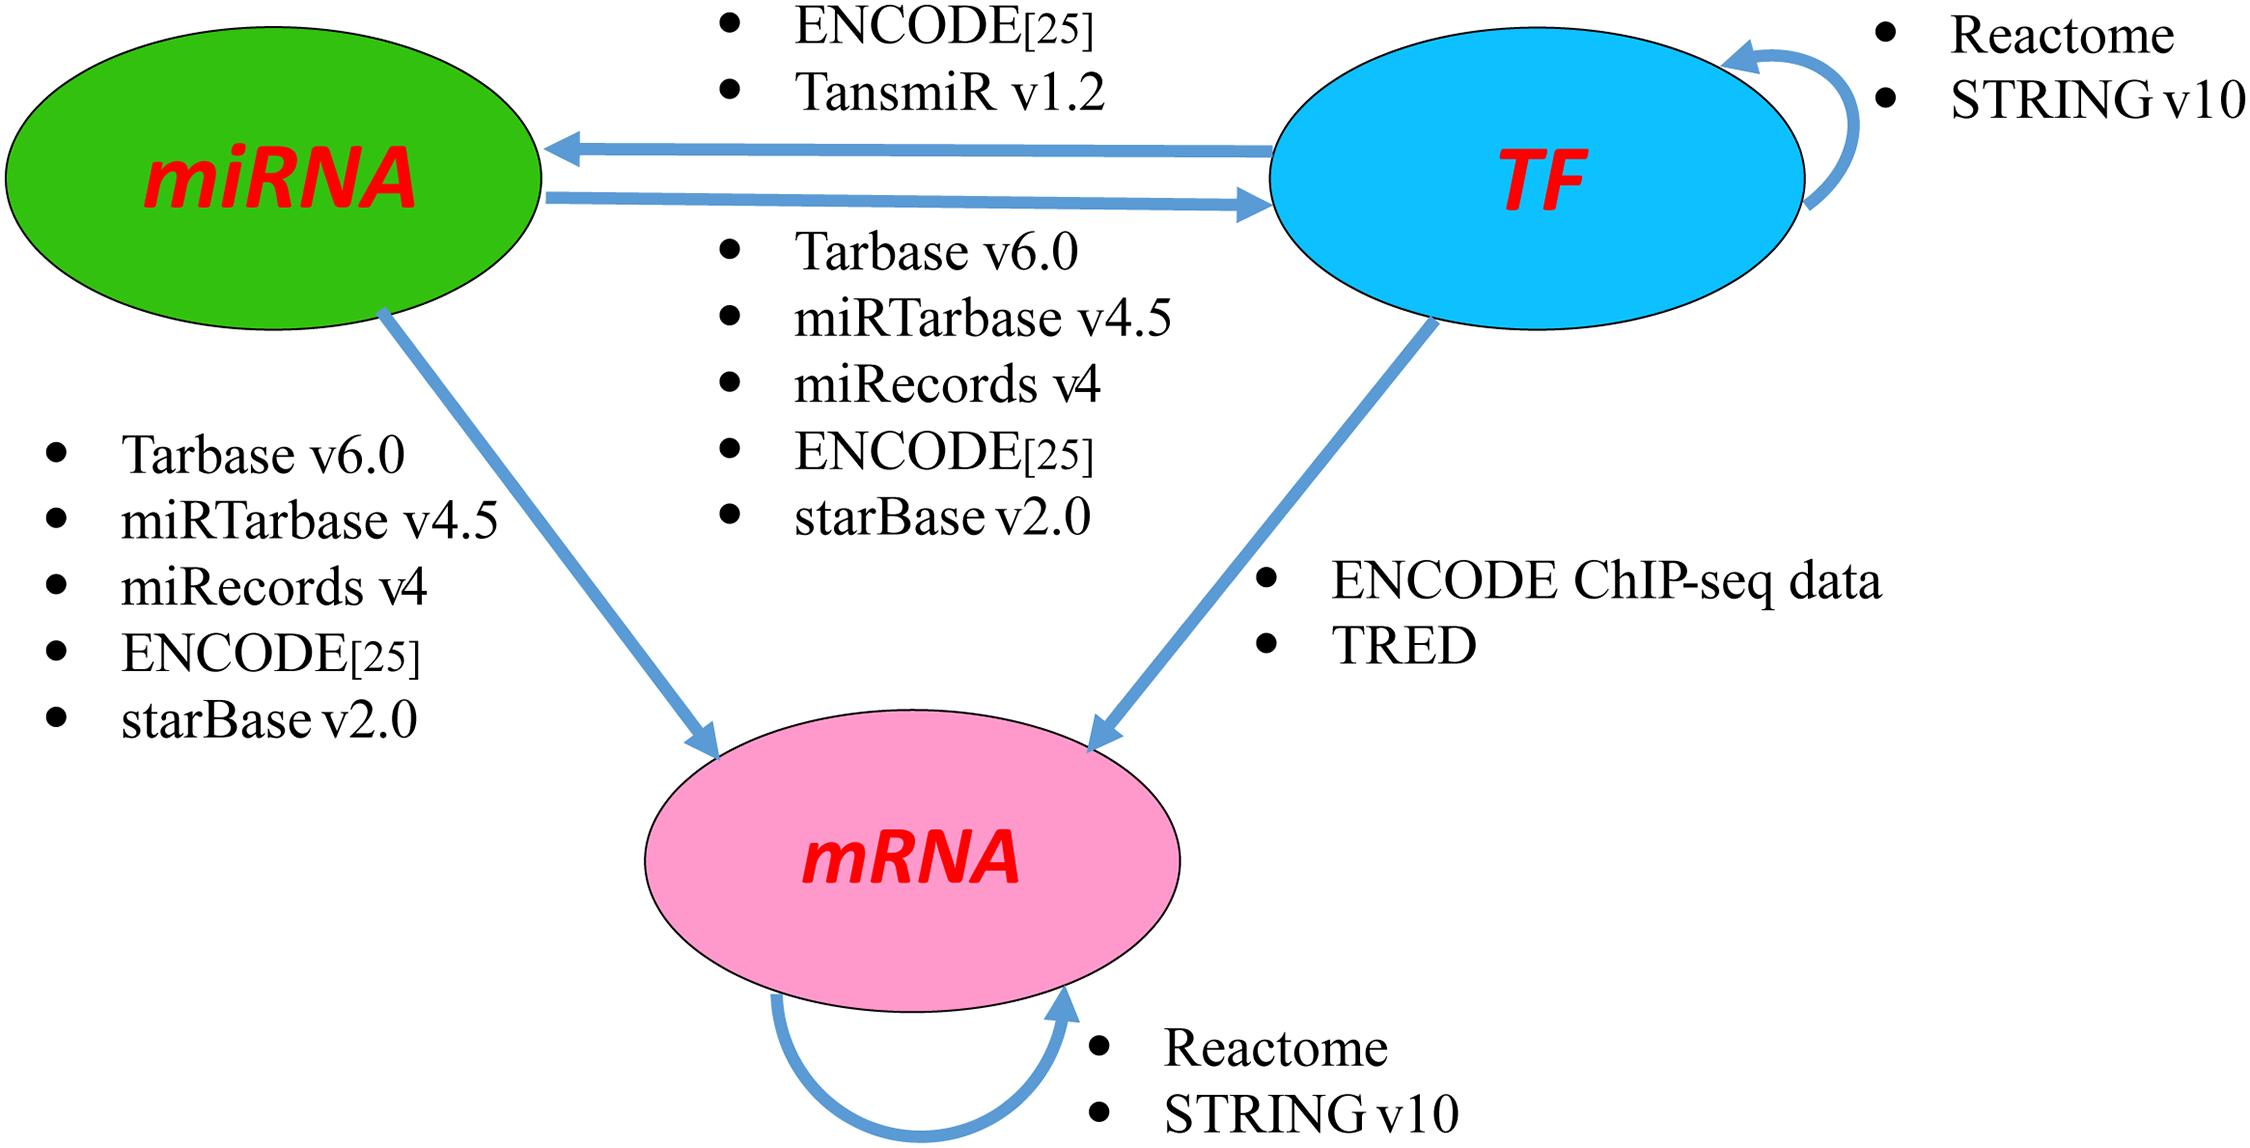 • ENCODE[25]
• TansmiR v1.2
• Reactome
• STRING v10
miRNA
TF
• Tarbase v6.0
• miRTarbase v4.5
• miRecords v4
• ENCODE[25]
• starBase v2.0
• Tarbase v6.0
• miRTarbase v4.5
• miRecords v4
• ENCODE[25]
• starBase v2.0
• ENCODE ChIP-seq data
• TRED
mRNA
• Reactome
• STRING v10